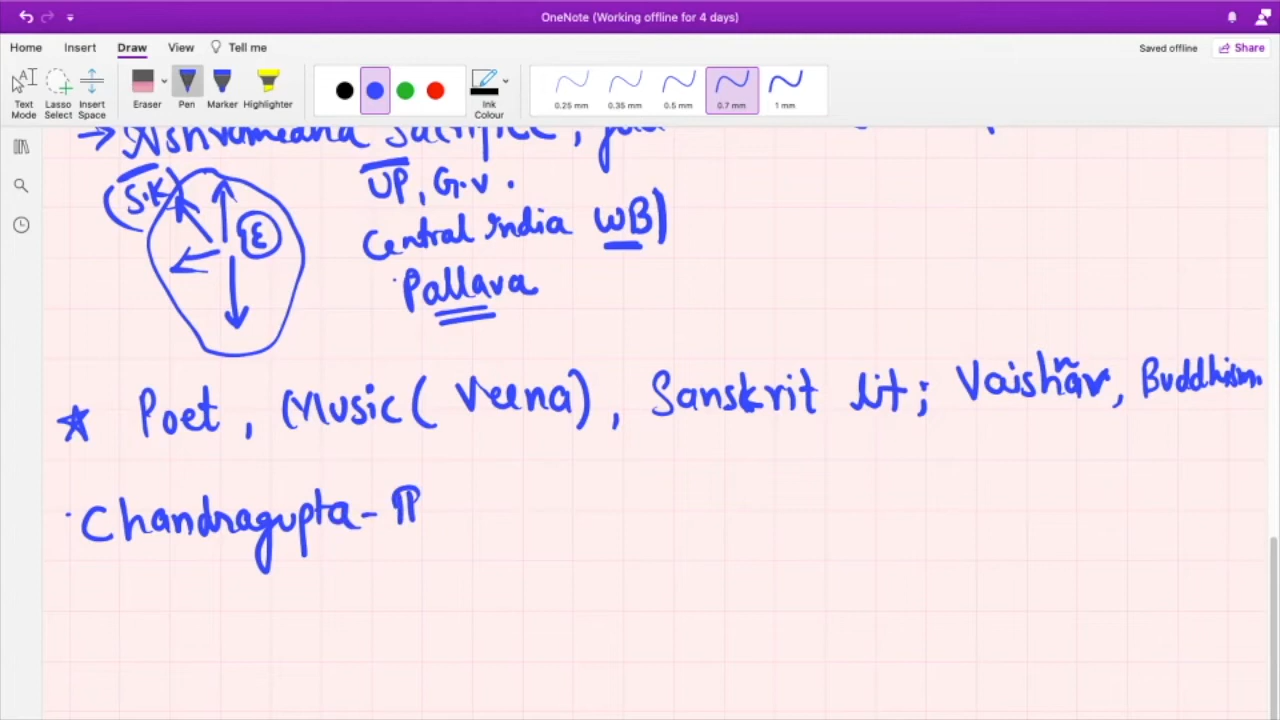 OneNote (Working offline for 4 days)
Home Insert Draw View Tell me Saved offline Share
Text Mode Lasso Select Insert Space Eraser Pen Marker Highlighter Ink Colour 0.25 mm 0.35 mm 0.5 mm 0.7 mm 1 mm
→ Ashvamedha Sacrifice,
(S.K) UP, G.V.
E Central India WB)
Pallava
★ Poet, Music (Veena), Sanskrit lit; Vaishnav, Buddhism.
Chandragupta - II